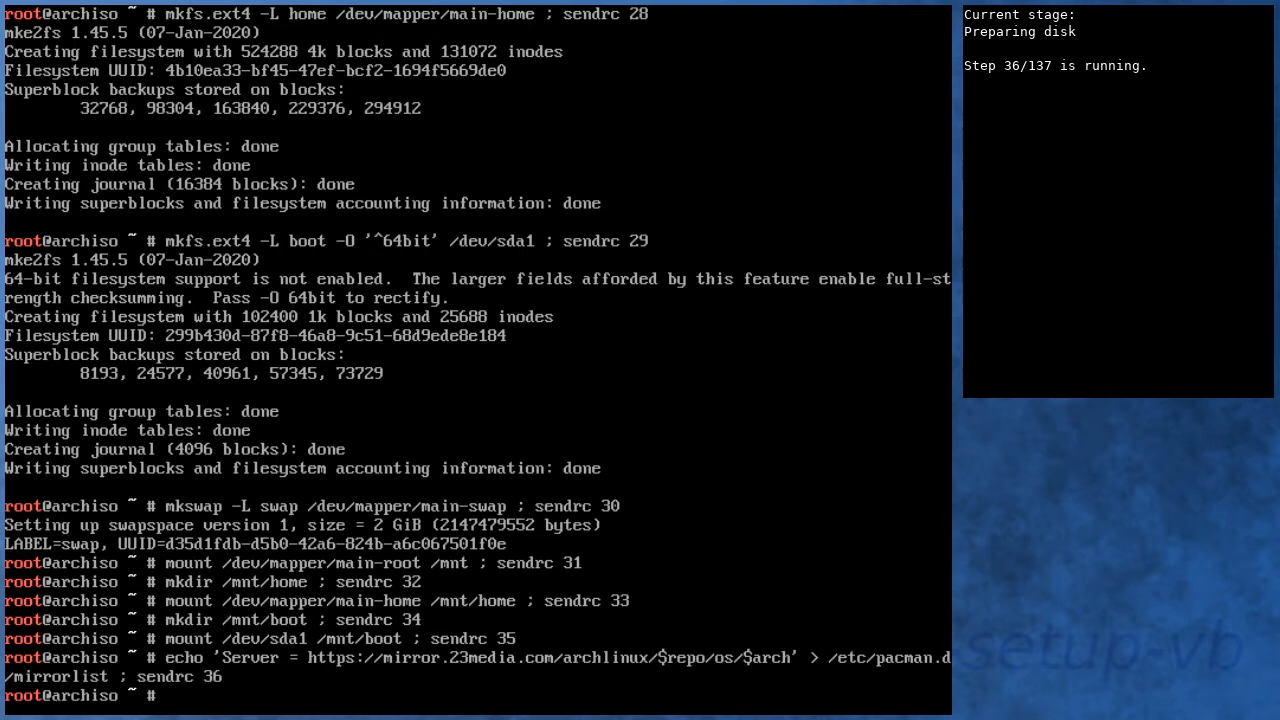 root@archiso ~ # mkfs.ext4 -L home /dev/mapper/main-home ; sendrc 28
mke2fs 1.45.5 (07-Jan-2020)
Creating filesystem with 524288 4k blocks and 131072 inodes
Filesystem UUID: 4b10ea33-bf45-47ef-bcf2-1694f5669de0
Superblock backups stored on blocks:
        32768, 98304, 163840, 229376, 294912

Allocating group tables: done
Writing inode tables: done
Creating journal (16384 blocks): done
Writing superblocks and filesystem accounting information: done

root@archiso ~ # mkfs.ext4 -L boot -O '^64bit' /dev/sda1 ; sendrc 29
mke2fs 1.45.5 (07-Jan-2020)
64-bit filesystem support is not enabled.  The larger fields afforded by this feature enable full-st
rength checksumming.  Pass -O 64bit to rectify.
Creating filesystem with 102400 1k blocks and 25688 inodes
Filesystem UUID: 299b430d-87f8-46a8-9c51-68d9ede8e184
Superblock backups stored on blocks:
        8193, 24577, 40961, 57345, 73729

Allocating group tables: done
Writing inode tables: done
Creating journal (4096 blocks): done
Writing superblocks and filesystem accounting information: done

root@archiso ~ # mkswap -L swap /dev/mapper/main-swap ; sendrc 30
Setting up swapspace version 1, size = 2 GiB (2147479552 bytes)
LABEL=swap, UUID=d35d1fdb-d5b0-42a6-824b-a6c067501f0e
root@archiso ~ # mount /dev/mapper/main-root /mnt ; sendrc 31
root@archiso ~ # mkdir /mnt/home ; sendrc 32
root@archiso ~ # mount /dev/mapper/main-home /mnt/home ; sendrc 33
root@archiso ~ # mkdir /mnt/boot ; sendrc 34
root@archiso ~ # mount /dev/sda1 /mnt/boot ; sendrc 35
root@archiso ~ # echo 'Server = https://mirror.23media.com/archlinux/$repo/os/$arch' > /etc/pacman.d
/mirrorlist ; sendrc 36
root@archiso ~ #
Current stage:
Preparing disk

Step 36/137 is running.
setup-vb